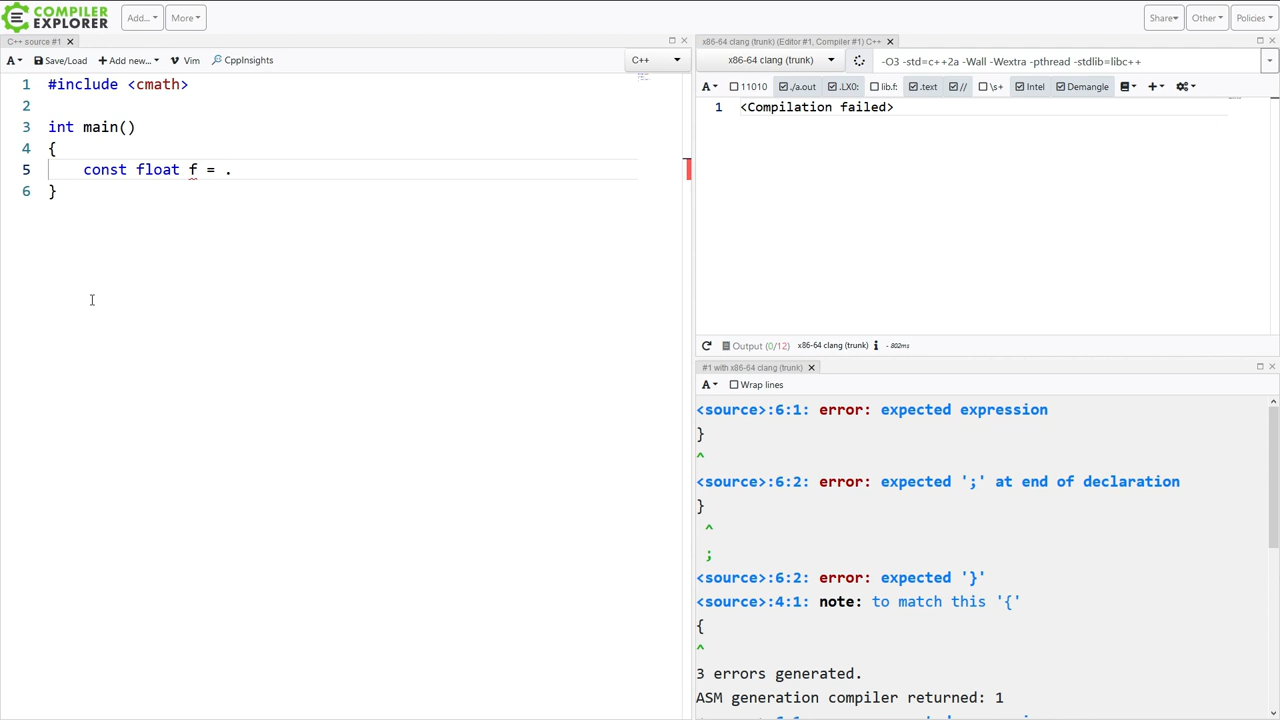 COMPILER
EXPLORER
Add...
More
Share
Other
Policies
C++ source #1
A
Save/Load
Add new...
Vim
CppInsights
C++
1 #include <cmath>
2
3 int main()
4 {
5 const float f = .
6 }
x86-64 clang (trunk) (Editor #1, Compiler #1) C++
x86-64 clang (trunk)
-O3 -std=c++2a -Wall -Wextra -pthread -stdlib=libc++
A
11010
./a.out
.LX0:
lib.f:
.text
//
\s+
Intel
Demangle
1 <Compilation failed>
Output (0/12) x86-64 clang (trunk) - 802ms
#1 with x86-64 clang (trunk)
A
Wrap lines
<source>:6:1: error: expected expression
}
^
<source>:6:2: error: expected ';' at end of declaration
}
^
;
<source>:6:2: error: expected '}'
<source>:4:1: note: to match this '{'
{
^
3 errors generated.
ASM generation compiler returned: 1